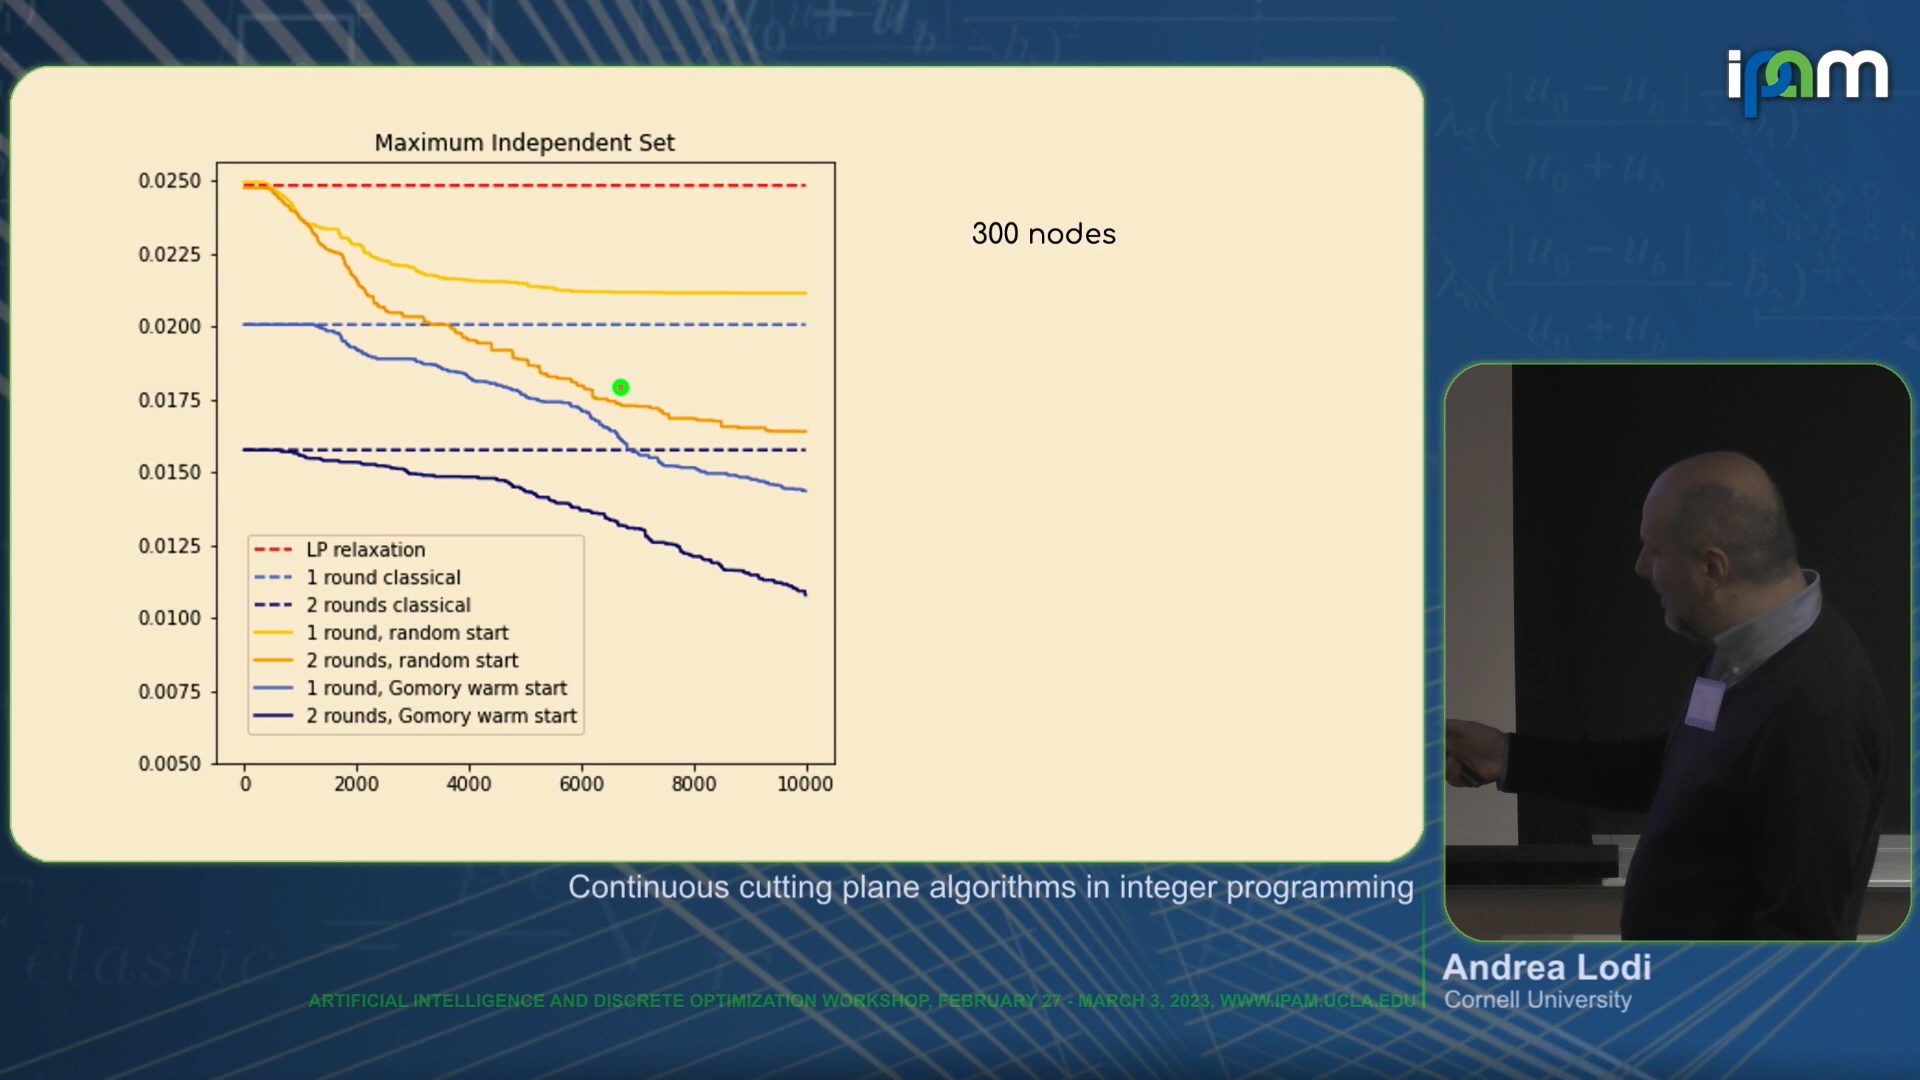 ipam
Maximum Independent Set
0.0250
0.0225
0.0200
0.0175
0.0150
0.0125
0.0100
0.0075
0.0050
0
2000
4000
6000
8000
10000
LP relaxation
1 round classical
2 rounds classical
1 round, random start
2 rounds, random start
1 round, Gomory warm start
2 rounds, Gomory warm start
300 nodes
Continuous cutting plane algorithms in integer programming
Andrea Lodi
Cornell University
ARTIFICIAL INTELLIGENCE AND DISCRETE OPTIMIZATION WORKSHOP, FEBRUARY 27 - MARCH 3, 2023, WWW.IPAM.UCLA.EDU
elastic